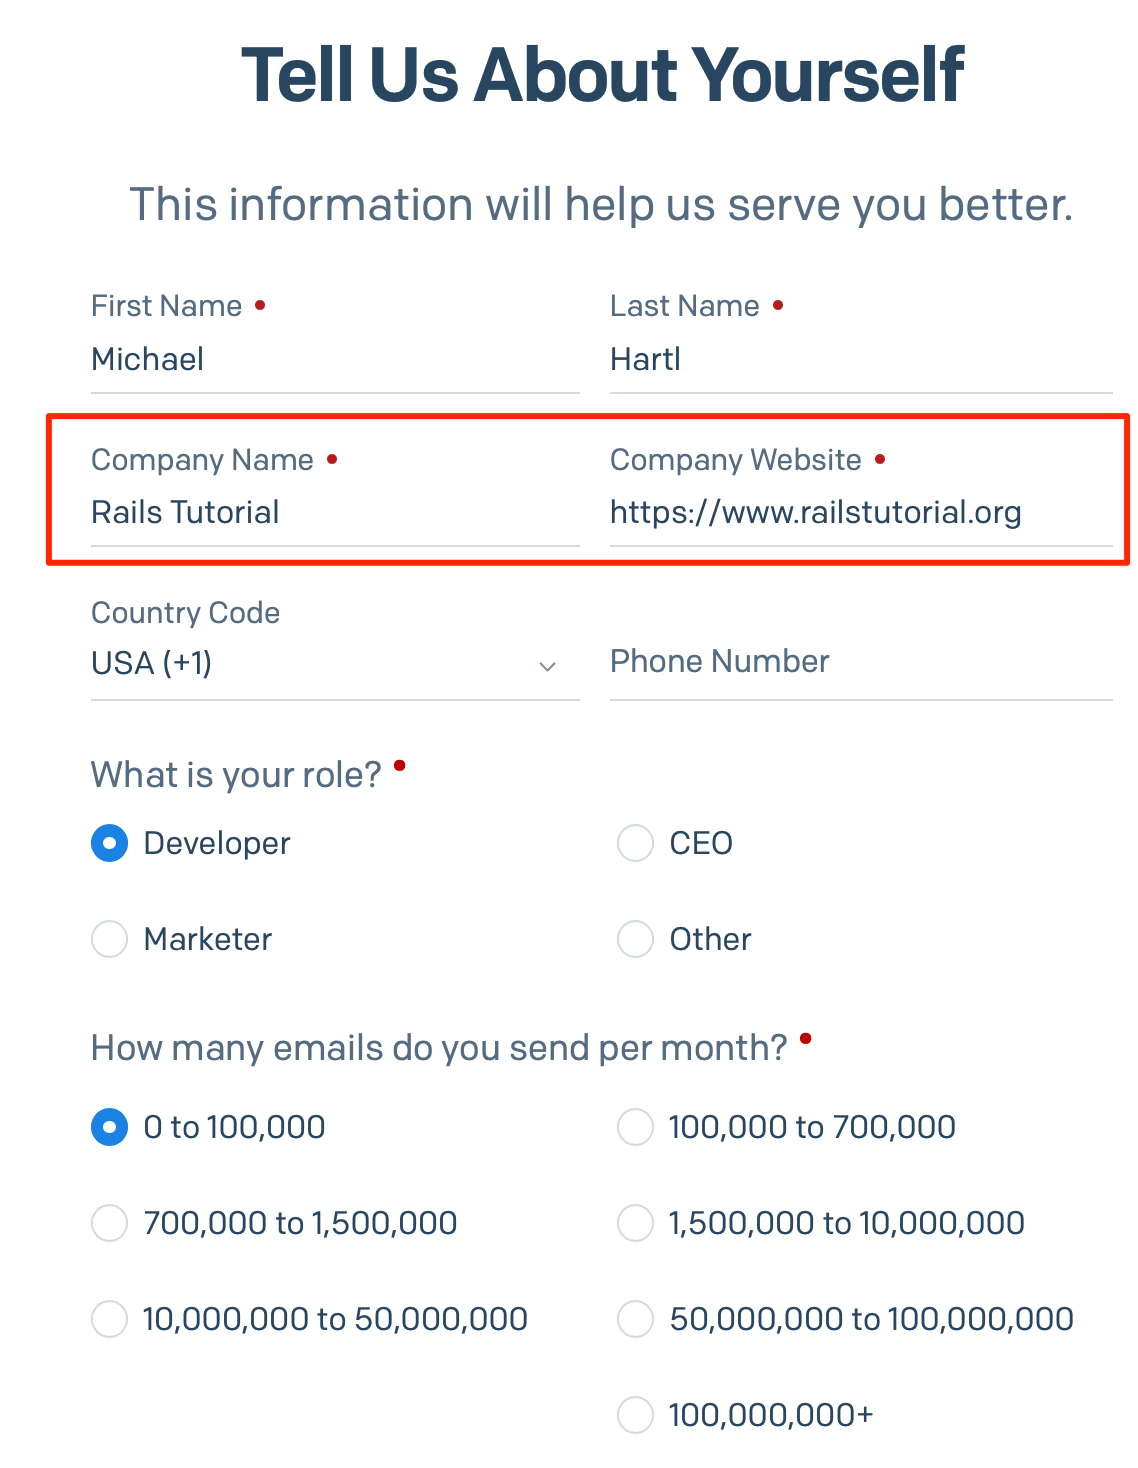 Tell Us About Yourself
This information will help us serve you better.
First Name • Last Name •
Michael Hartl
Company Name • Company Website •
Rails Tutorial https://www.railstutorial.org
Country Code
USA (+1) Phone Number
What is your role? •
Developer CEO
Marketer Other
How many emails do you send per month? •
0 to 100,000 100,000 to 700,000
700,000 to 1,500,000 1,500,000 to 10,000,000
10,000,000 to 50,000,000 50,000,000 to 100,000,000
100,000,000+